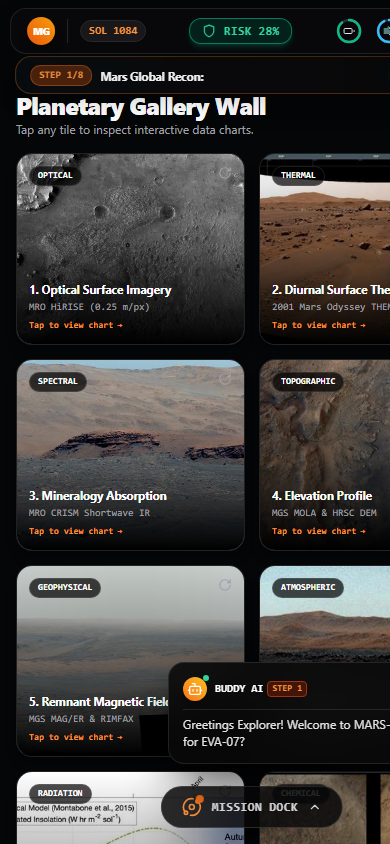 MG
SOL 1084
RISK 28%
STEP 1/8
Mars Global Recon:
Planetary Gallery Wall
Tap any tile to inspect interactive data charts.
OPTICAL
1. Optical Surface Imagery
MRO HiRISE (0.25 m/px)
Tap to view chart →
THERMAL
2. Diurnal Surface The
2001 Mars Odyssey THEM
Tap to view chart →
SPECTRAL
3. Mineralogy Absorption
MRO CRISM Shortwave IR
Tap to view chart →
TOPOGRAPHIC
4. Elevation Profile
MGS MOLA & HRSC DEM
Tap to view chart →
GEOPHYSICAL
5. Remnant Magnetic Field
MGS MAG/ER & RIMFAX
Tap to view chart →
ATMOSPHERIC
BUDDY AI
STEP 1
Greetings Explorer! Welcome to MARS-
for EVA-07?
RADIATION
ical Model (Montabone et al., 2015)
ated Insolation (W hr m⁻² sol⁻¹)
Autu
CHEMICAL
MISSION DOCK